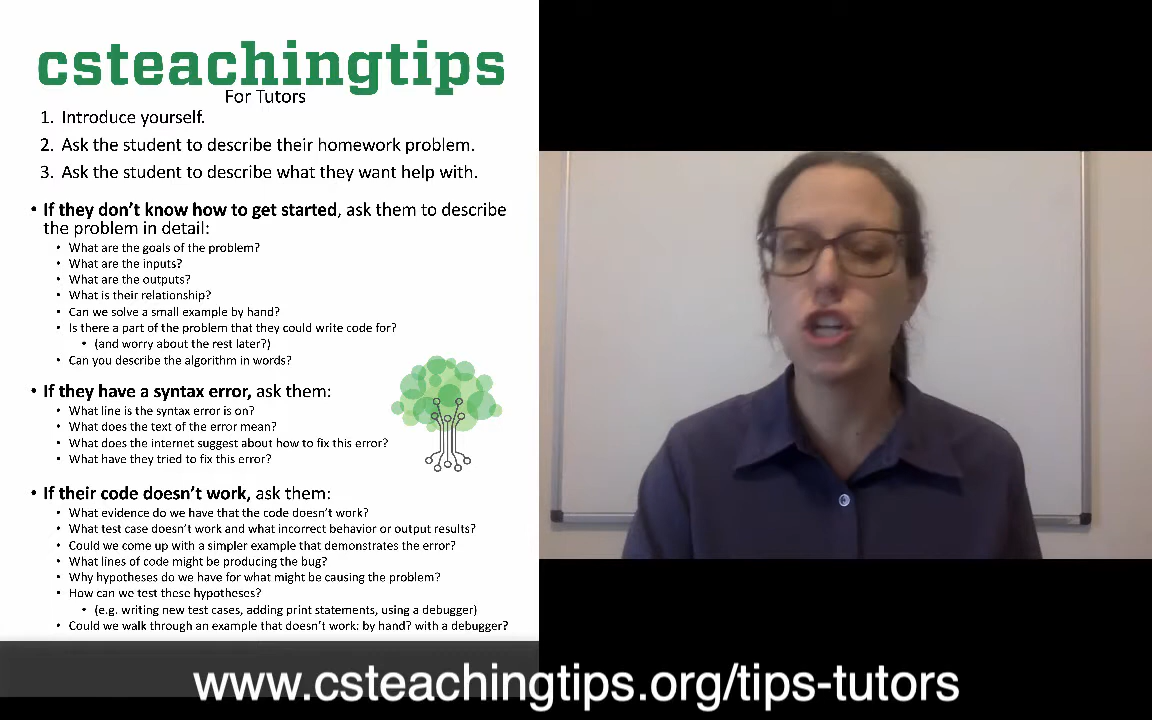 csteachingtips
For Tutors
1. Introduce yourself.
2. Ask the student to describe their homework problem.
3. Ask the student to describe what they want help with.
• If they don't know how to get started, ask them to describe
the problem in detail:
• What are the goals of the problem?
• What are the inputs?
• What are the outputs?
• What is their relationship?
• Can we solve a small example by hand?
• Is there a part of the problem that they could write code for?
• (and worry about the rest later?)
• Can you describe the algorithm in words?
• If they have a syntax error, ask them:
• What line is the syntax error is on?
• What does the text of the error mean?
• What does the internet suggest about how to fix this error?
• What have they tried to fix this error?
• If their code doesn't work, ask them:
• What evidence do we have that the code doesn't work?
• What test case doesn't work and what incorrect behavior or output results?
• Could we come up with a simpler example that demonstrates the error?
• What lines of code might be producing the bug?
• Why hypotheses do we have for what might be causing the problem?
• How can we test these hypotheses?
• (e.g. writing new test cases, adding print statements, using a debugger)
• Could we walk through an example that doesn't work: by hand? with a debugger?
www.csteachingtips.org/tips-tutors